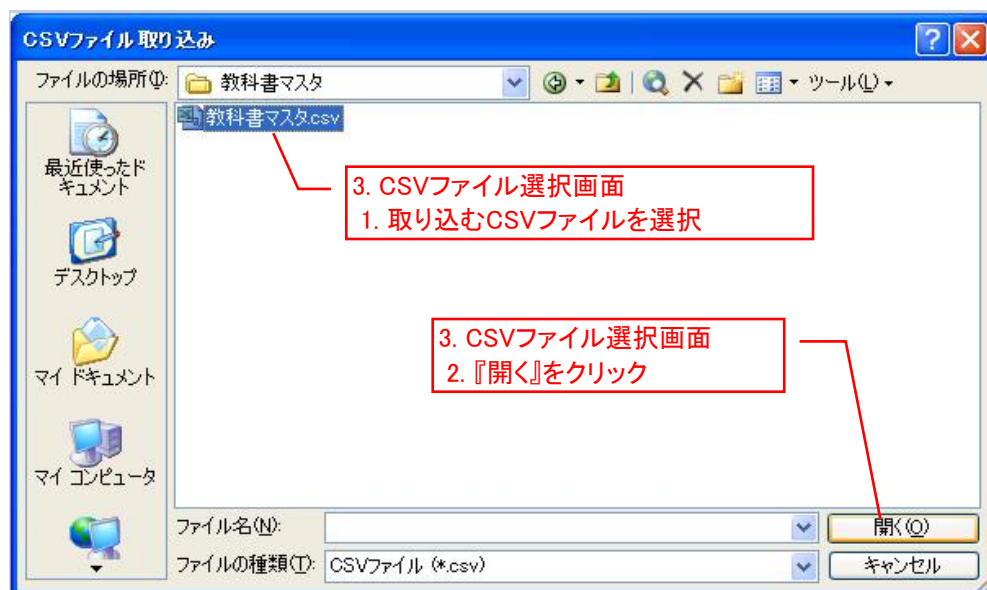 CSVファイル取り込み
ファイルの場所(I):
教科書マスタ
ツール(L)
教科書マスタ.csv
最近使ったド
キュメント
デスクトップ
マイ ドキュメント
マイ コンピュータ
3. CSVファイル選択画面
1. 取り込むCSVファイルを選択
3. CSVファイル選択画面
2. 『開く』をクリック
ファイル名(N):
開く(O)
ファイルの種類(T):
CSVファイル (*.csv)
キャンセル